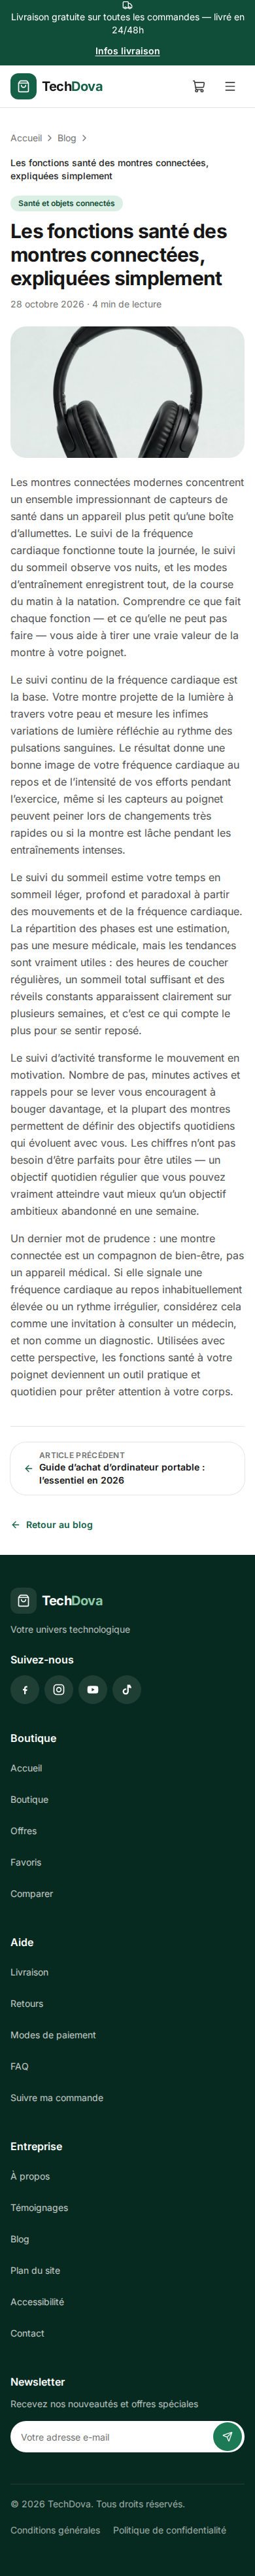 Livraison gratuite sur toutes les commandes — livré en
24/48h
Infos livraison
TechDova
Accueil > Blog >
Les fonctions santé des montres connectées,
expliquées simplement
Santé et objets connectés
Les fonctions santé des
montres connectées,
expliquées simplement
28 octobre 2026 · 4 min de lecture
Les montres connectées modernes concentrent
un ensemble impressionnant de capteurs de
santé dans un appareil plus petit qu’une boîte
d’allumettes. Le suivi de la fréquence
cardiaque fonctionne toute la journée, le suivi
du sommeil observe vos nuits, et les modes
d’entraînement enregistrent tout, de la course
du matin à la natation. Comprendre ce que fait
chaque fonction — et ce qu’elle ne peut pas
faire — vous aide à tirer une vraie valeur de la
montre à votre poignet.
Le suivi continu de la fréquence cardiaque est
la base. Votre montre projette de la lumière à
travers votre peau et mesure les infimes
variations de lumière réfléchie au rythme des
pulsations sanguines. Le résultat donne une
bonne image de votre fréquence cardiaque au
repos et de l’intensité de vos efforts pendant
l’exercice, même si les capteurs au poignet
peuvent peiner lors de changements très
rapides ou si la montre est lâche pendant les
entraînements intenses.
Le suivi du sommeil estime votre temps en
sommeil léger, profond et paradoxal à partir
des mouvements et de la fréquence cardiaque.
La répartition des phases est une estimation,
pas une mesure médicale, mais les tendances
sont vraiment utiles : des heures de coucher
régulières, un sommeil total suffisant et des
réveils constants apparaissent clairement sur
plusieurs semaines, et c’est ce qui compte le
plus pour se sentir reposé.
Le suivi d’activité transforme le mouvement en
motivation. Nombre de pas, minutes actives et
rappels pour se lever vous encouragent à
bouger davantage, et la plupart des montres
permettent de définir des objectifs quotidiens
qui évoluent avec vous. Les chiffres n’ont pas
besoin d’être parfaits pour être utiles — un
objectif quotidien régulier que vous pouvez
vraiment atteindre vaut mieux qu’un objectif
ambitieux abandonné en une semaine.
Un dernier mot de prudence : une montre
connectée est un compagnon de bien-être, pas
un appareil médical. Si elle signale une
fréquence cardiaque au repos inhabituellement
élevée ou un rythme irrégulier, considérez cela
comme une invitation à consulter un médecin,
et non comme un diagnostic. Utilisées avec
cette perspective, les fonctions santé à votre
poignet deviennent un outil pratique et
quotidien pour prêter attention à votre corps.
ARTICLE PRÉCÉDENT
Guide d’achat d’ordinateur portable :
l’essentiel en 2026
Retour au blog
TechDova
Votre univers technologique
Suivez-nous
Boutique
Accueil
Boutique
Offres
Favoris
Comparer
Aide
Livraison
Retours
Modes de paiement
FAQ
Suivre ma commande
Entreprise
À propos
Témoignages
Blog
Plan du site
Accessibilité
Contact
Newsletter
Recevez nos nouveautés et offres spéciales
Votre adresse e-mail
© 2026 TechDova. Tous droits réservés.
Conditions générales Politique de confidentialité